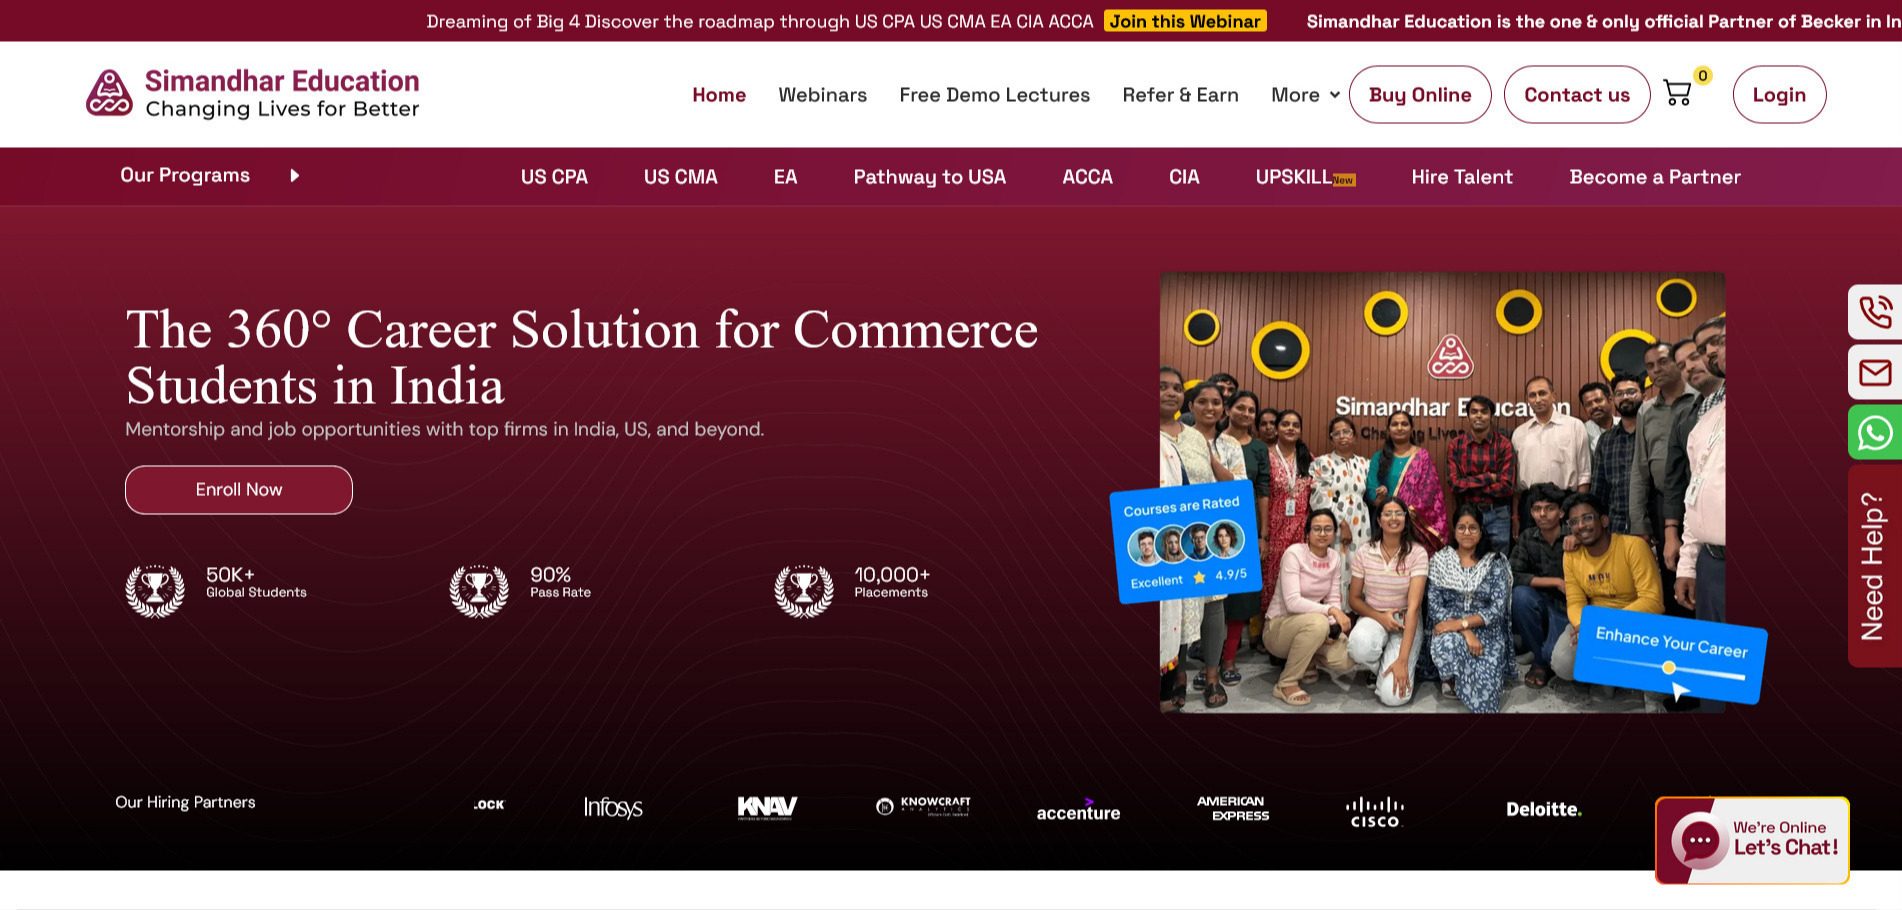 Dreaming of Big 4 Discover the roadmap through US CPA US CMA EA CIA ACCA Join this Webinar Simandhar Education is the one & only official Partner of Becker in In
Simandhar Education
Changing Lives for Better
Home Webinars Free Demo Lectures Refer & Earn More Buy Online Contact us 0 Login
Our Programs US CPA US CMA EA Pathway to USA ACCA CIA UPSKILL New Hire Talent Become a Partner
The 360° Career Solution for Commerce
Students in India
Mentorship and job opportunities with top firms in India, US, and beyond.
Enroll Now
50K+
Global Students
90%
Pass Rate
10,000+
Placements
Simandhar Education
Courses are Rated
Excellent 4.9/5
Enhance Your Career
Need Help?
Our Hiring Partners
LOCK
Infosys
KNAV
KNOWCRAFT
ANALYTICS
accenture
AMERICAN
EXPRESS
CISCO
Deloitte.
We're Online
Let's Chat!